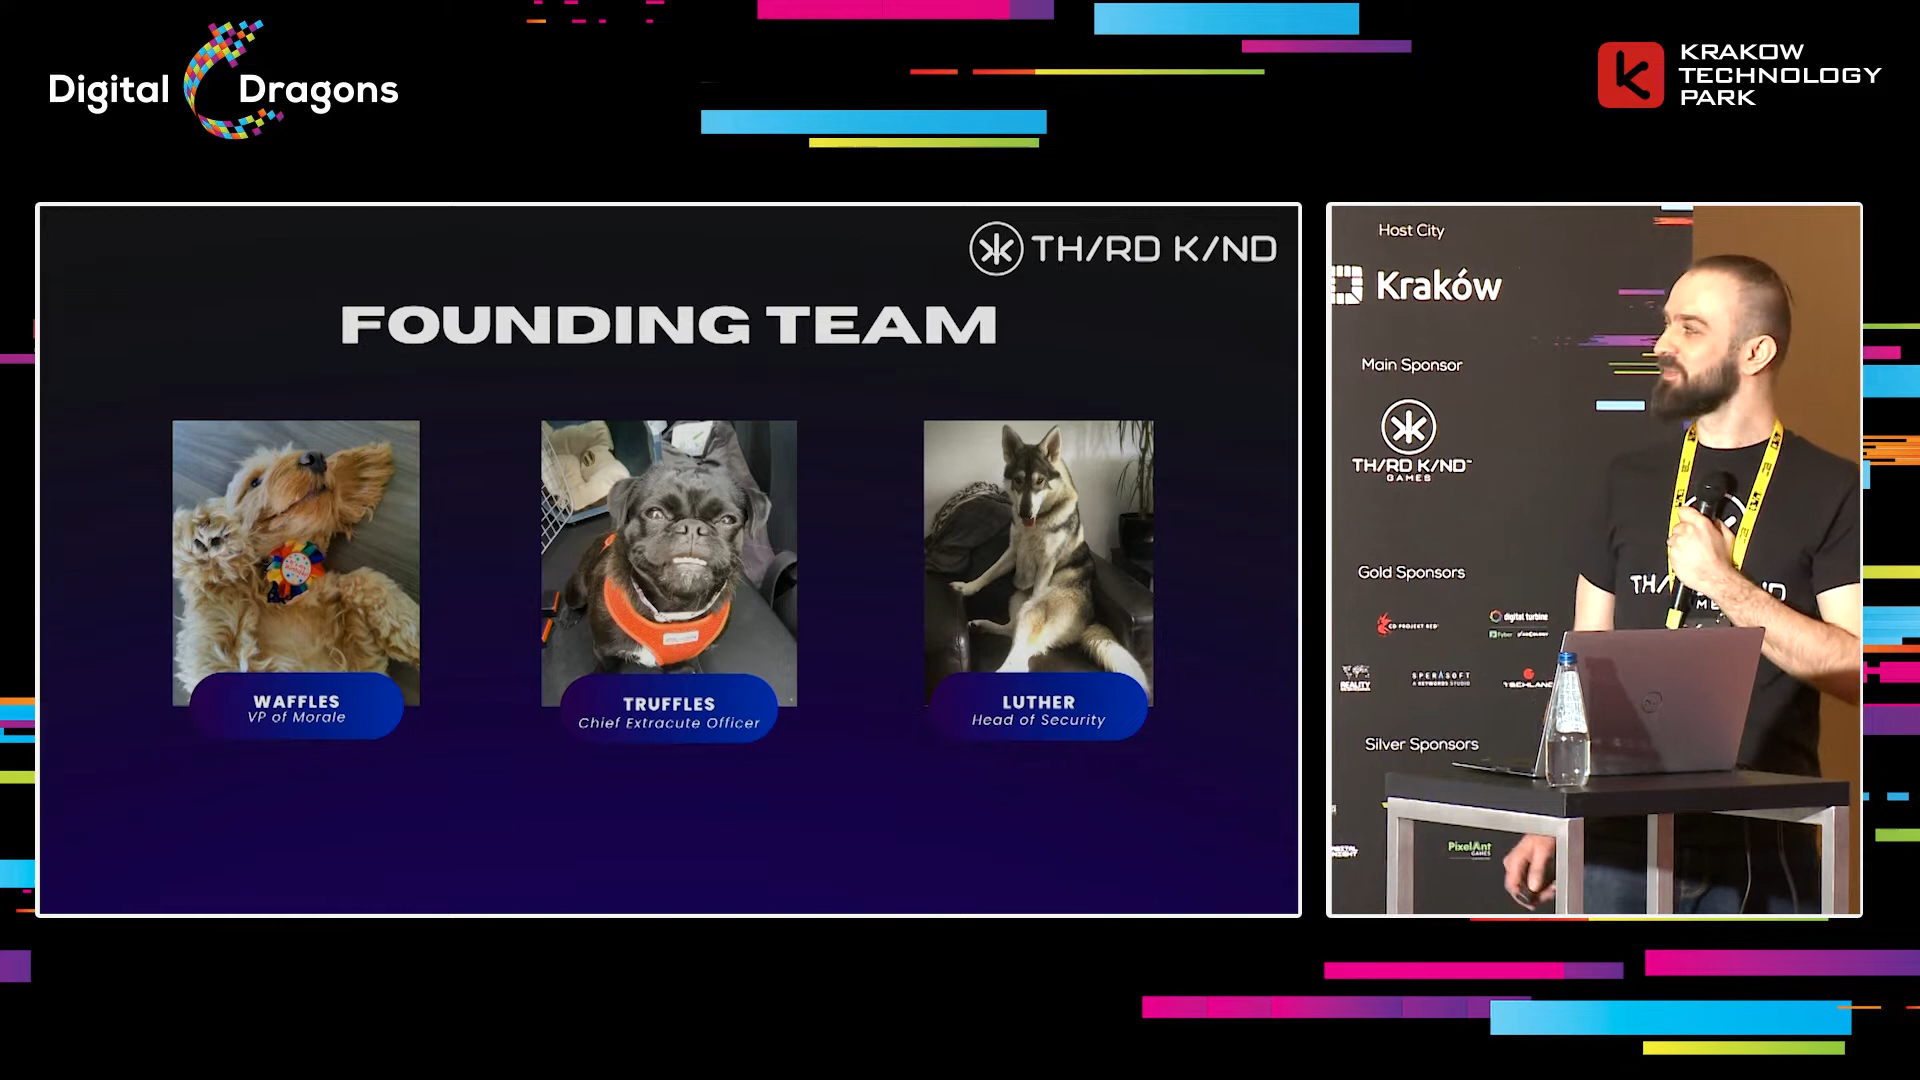 Digital Dragons
KRAKOW
TECHNOLOGY
PARK
TH/RD K/ND
FOUNDING TEAM
WAFFLES
VP of Morale
TRUFFLES
Chief Extracute Officer
LUTHER
Head of Security
Host City
Kraków
Main Sponsor
TH/RD K/ND™
GAMES
Gold Sponsors
CD PROJEKT RED
digital turbine
Fyber
SPERASOFT
A KEYWORDS STUDIO
TECHLAND
REALITY
Silver Sponsors
PixelAnt
GAMES